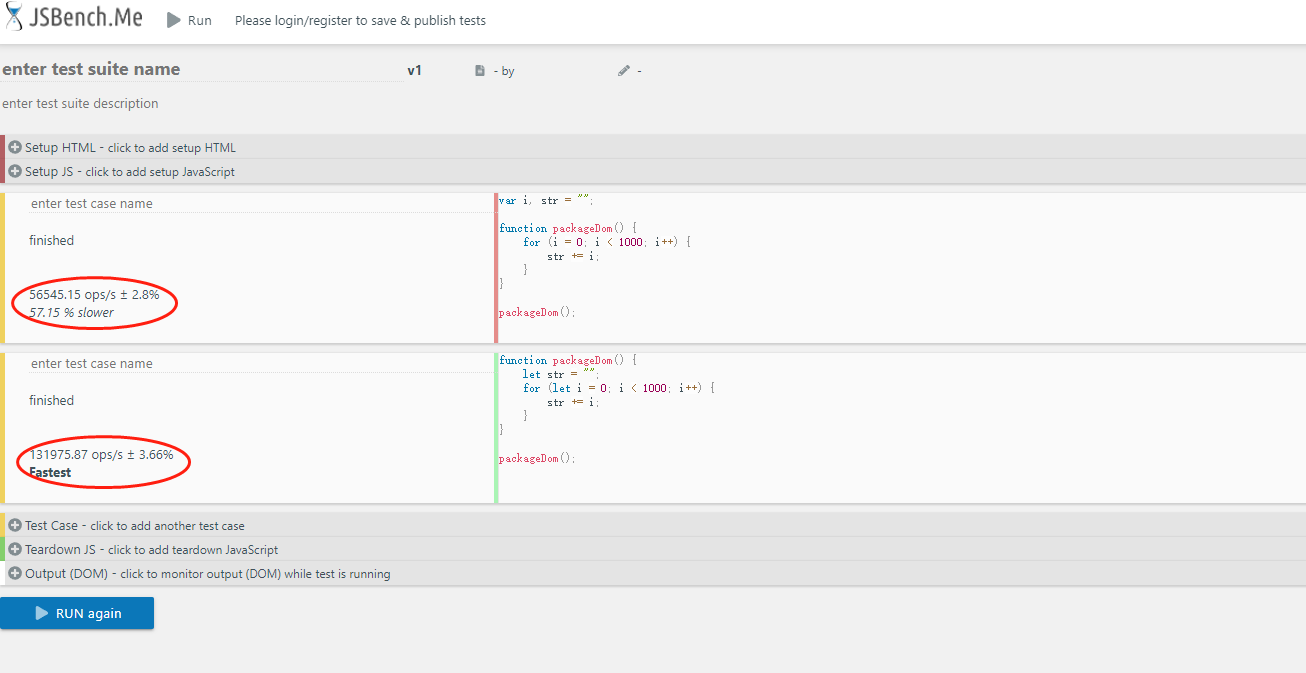 JSBench.Me Run Please login/register to save & publish tests
enter test suite name v1 - by -
enter test suite description
Setup HTML - click to add setup HTML
Setup JS - click to add setup JavaScript
enter test case name
finished
56545.15 ops/s ± 2.8%
57.15 % slower
var i, str = "";
function packageDom() {
for (i = 0; i < 1000; i++) {
str += i;
}
}
packageDom();
enter test case name
finished
131975.87 ops/s ± 3.66%
Fastest
function packageDom() {
let str = "";
for (let i = 0; i < 1000; i++) {
str += i;
}
}
packageDom();
Test Case - click to add another test case
Teardown JS - click to add teardown JavaScript
Output (DOM) - click to monitor output (DOM) while test is running
RUN again